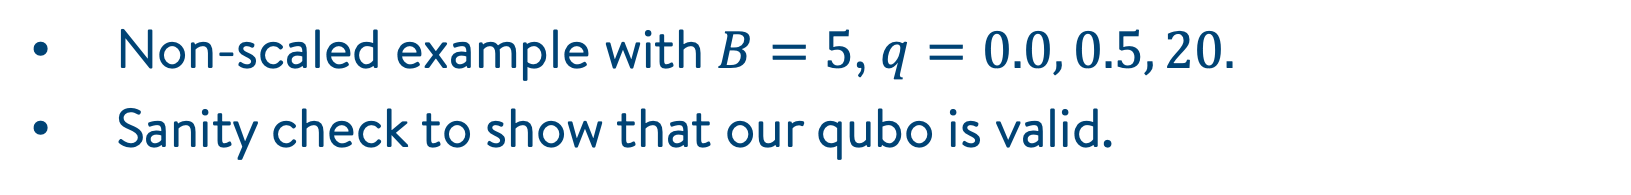 • Non-scaled example with B = 5, q = 0.0, 0.5, 20.
• Sanity check to show that our qubo is valid.